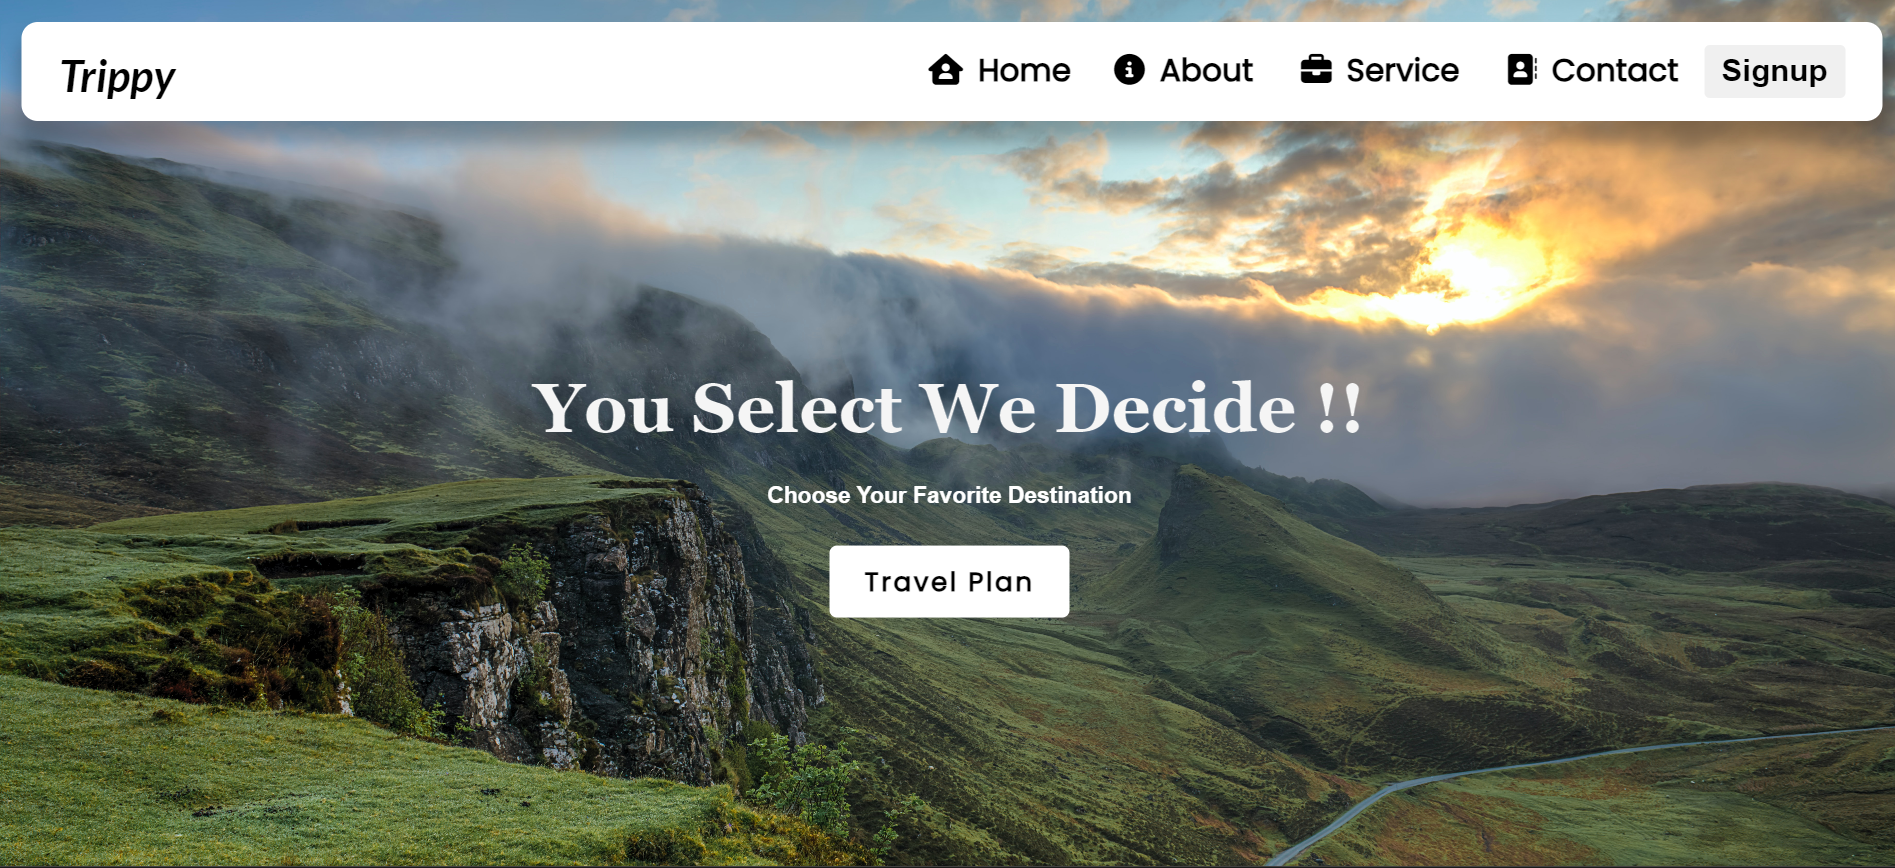 Trippy
Home About Service Contact Signup
You Select We Decide !!
Choose Your Favorite Destination
Travel Plan